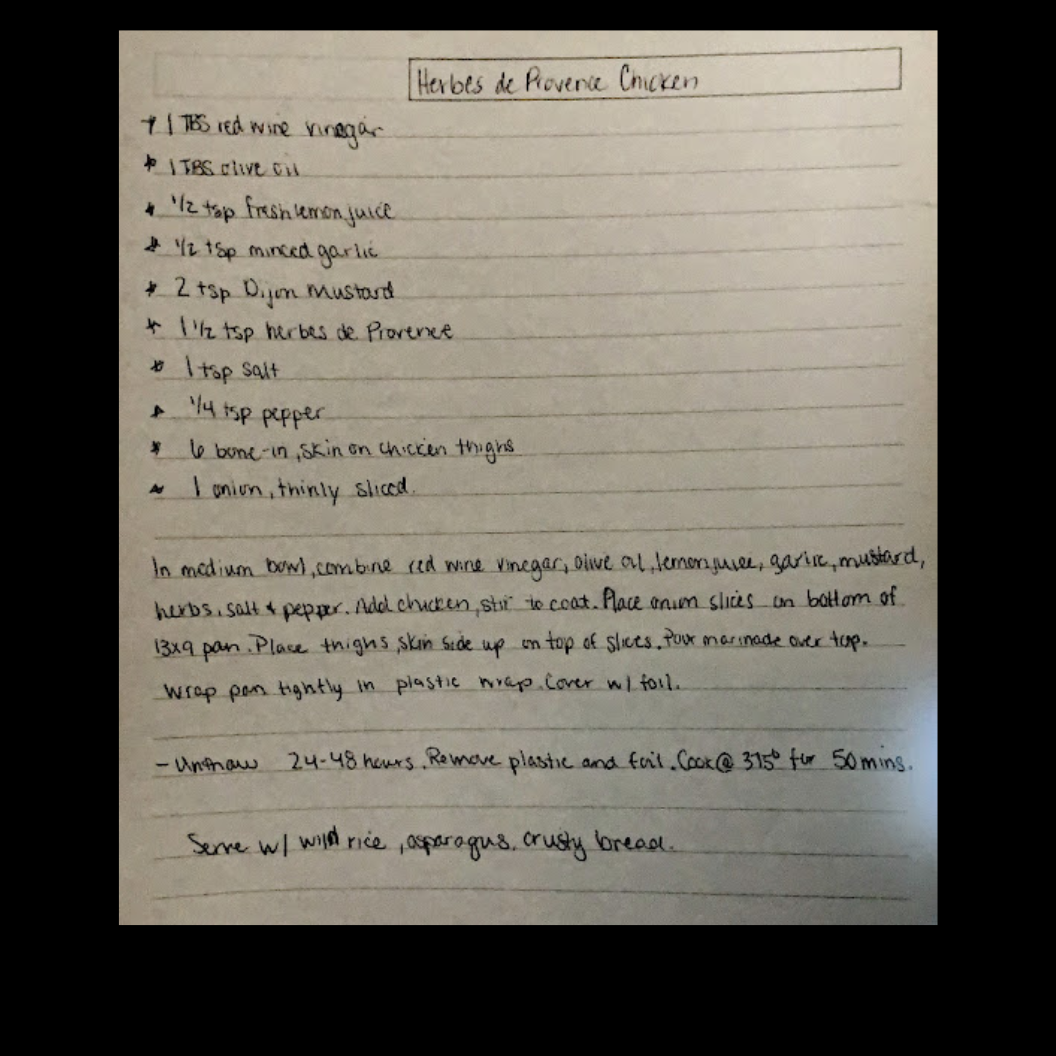 Herbes de Provence Chicken
* 1 TBS red wine vinegar
* 1 TBS olive oil
* 1/2 tsp fresh lemon juice
* 1/2 tsp minced garlic
* 2 tsp Dijon Mustard
* 1 1/2 tsp herbes de Provence
* 1 tsp salt
* 1/4 tsp pepper
* 6 bone-in, skin on chicken thighs
* 1 onion, thinly sliced.
In medium bowl, combine red wine vinegar, olive oil, lemon juice, garlic, mustard,
herbs, salt & pepper. Add chicken, stir to coat. Place onion slices on bottom of
13x9 pan. Place thighs, skin side up on top of slices. Pour marinade over top.
Wrap pan tightly in plastic wrap. Cover w/ foil.
- Unthaw 24-48 hours. Remove plastic and foil. Cook @ 375° for 50 mins.
Serve w/ wild rice, asparagus, crusty bread.